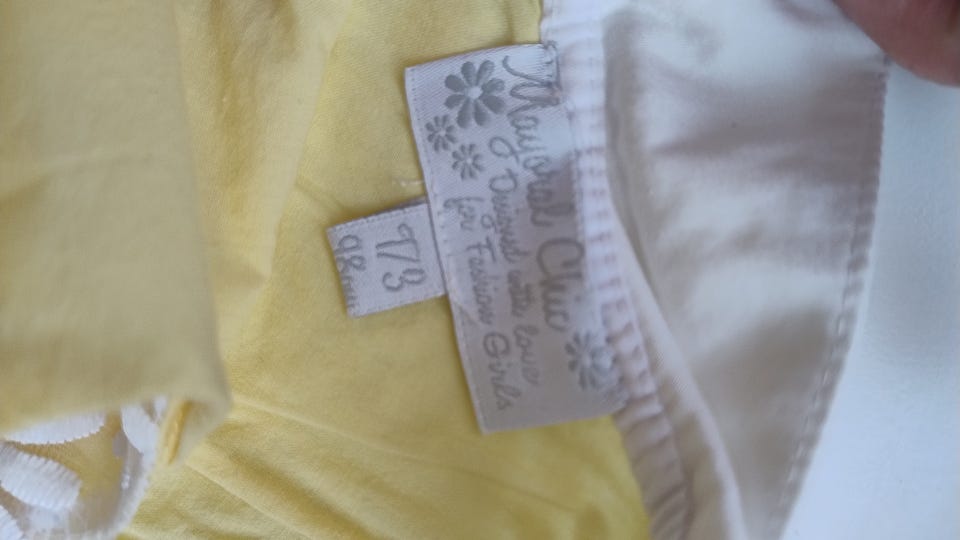 Mayoral Chic
Designed with love
for Fashion Girls
T/3
98cm